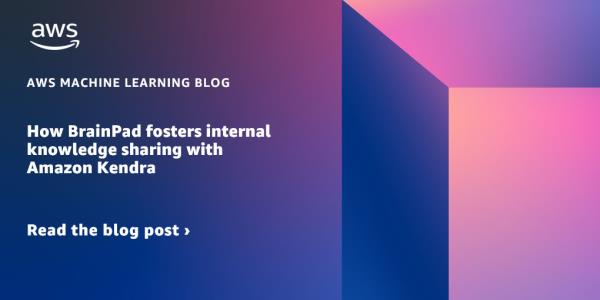 aws
AWS MACHINE LEARNING BLOG
How BrainPad fosters internal
knowledge sharing with
Amazon Kendra
Read the blog post ›